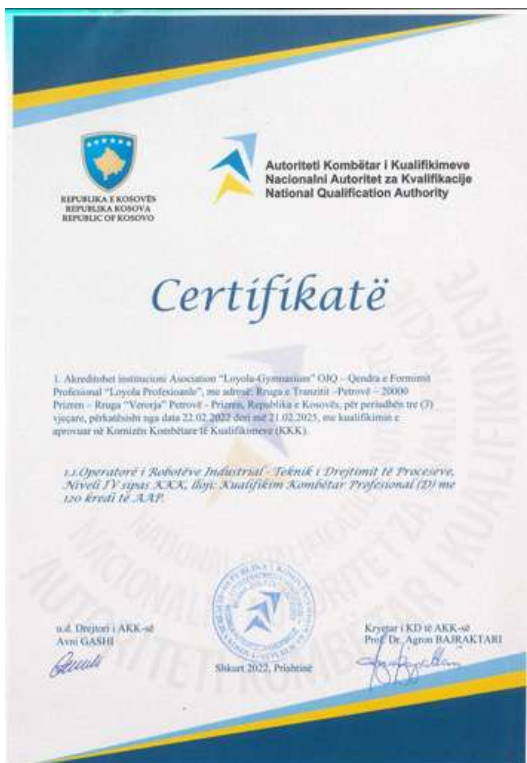 REPUBLIKA E KOSOVËS
REPUBLIKA KOSOVA
REPUBLIC OF KOSOVO
Autoriteti Kombëtar i Kualifikimeve
Nacionalni Autoritet za Kvalifikacije
National Qualification Authority
Certifikatë
1. Akreditohet institucioni Asociation “Loyola-Gymnasium” OJQ – Qendra e Formimit
Profesional “Loyola Profesioanle”, me adresë: Rruga e Tranzitit –Petrovë – 20000
Prizren – Rruga “Verorja” Petrovë - Prizren, Republika e Kosovës, për periudhën tre (3)
vjeçare, përkatësisht nga data 22.02.2022 deri më 21.02.2025, me kualifikimin e
aprovuar në Kornizën Kombëtare të Kualifikimeve (KKK).
1.1.Operatorë i Robotëve Industrial - Teknik i Drejtimit të Proceseve,
Niveli IV sipas KKK, lloji: Kualifikim Kombëtar Profesional (D) me
120 kredi të AAP.
u.d. Drejtori i AKK-së
Avni GASHI
Kryetar i KD të AKK-së
Prof. Dr. Agron BAJRAKTARI
Shkurt 2022, Prishtinë